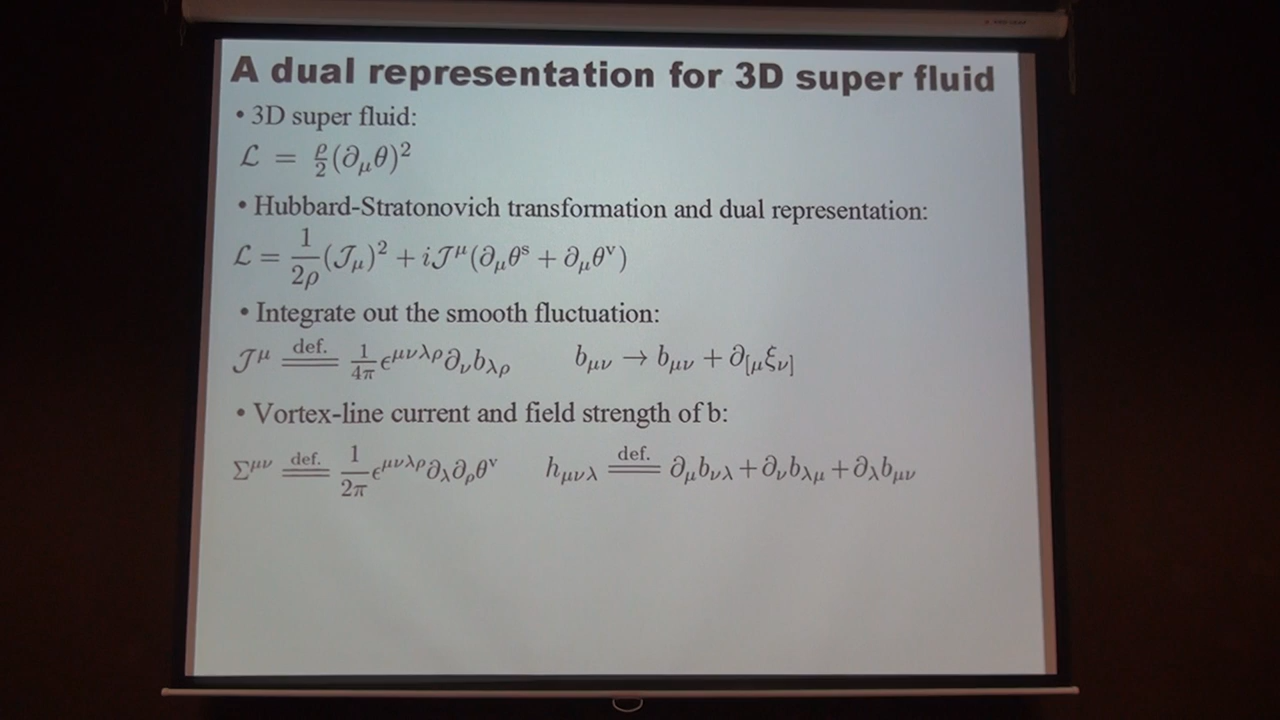 A dual representation for 3D super fluid
• 3D super fluid:
ℒ = ρ/2 (∂_μθ)²
• Hubbard-Stratonovich transformation and dual representation:
ℒ = 1/2ρ (𝒥_μ)² + i𝒥^μ(∂_μθ^s + ∂_μθ^v)
• Integrate out the smooth fluctuation:
𝒥^μ def.== 1/4π ε^{μνλρ}∂_νb_{λρ} b_{μν} → b_{μν} + ∂_{[μ}ξ_{ν]}
• Vortex-line current and field strength of b:
Σ^{μν} def.== 1/2π ε^{μνλρ}∂_λ∂_ρθ^v h_{μνλ} def.== ∂_μb_{νλ} + ∂_νb_{λμ} + ∂_λb_{μν}